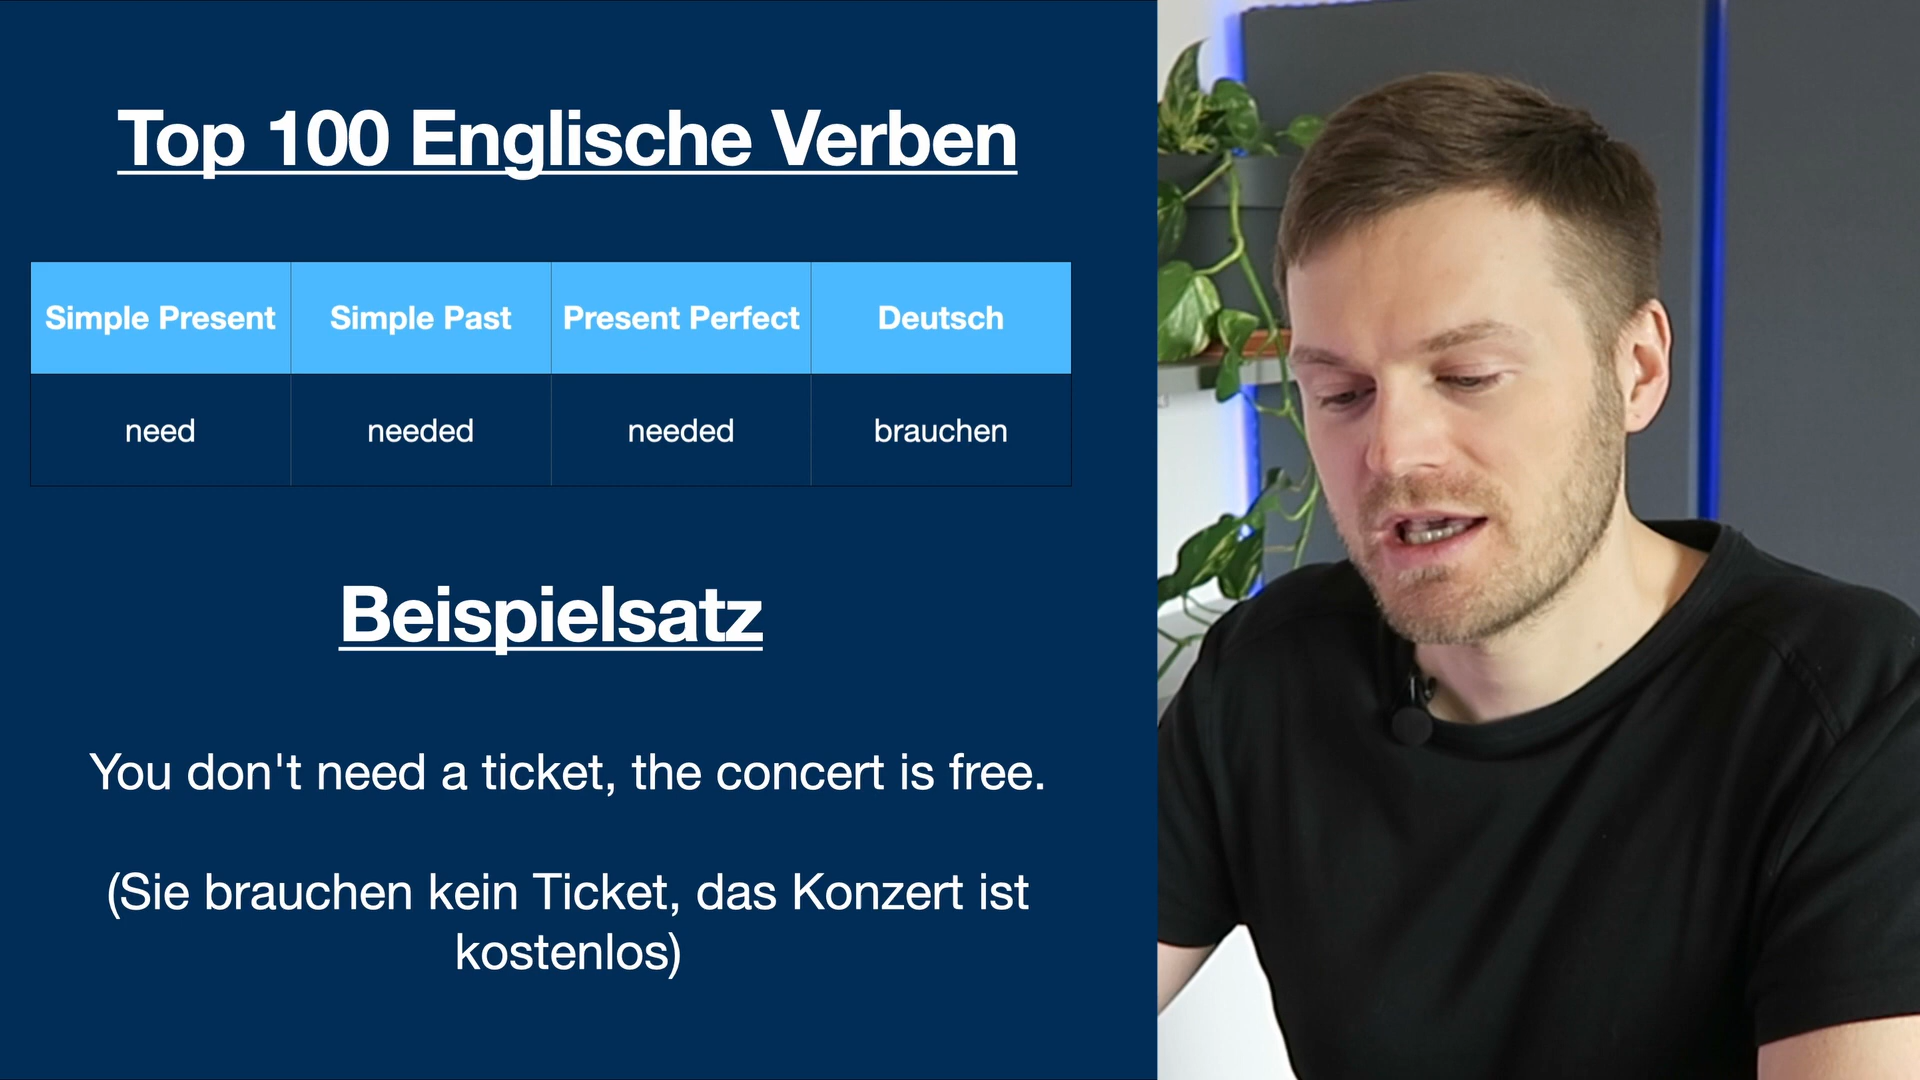 Top 100 Englische Verben
Simple Present Simple Past Present Perfect Deutsch
need needed needed brauchen
Beispielsatz
You don't need a ticket, the concert is free.
(Sie brauchen kein Ticket, das Konzert ist
kostenlos)